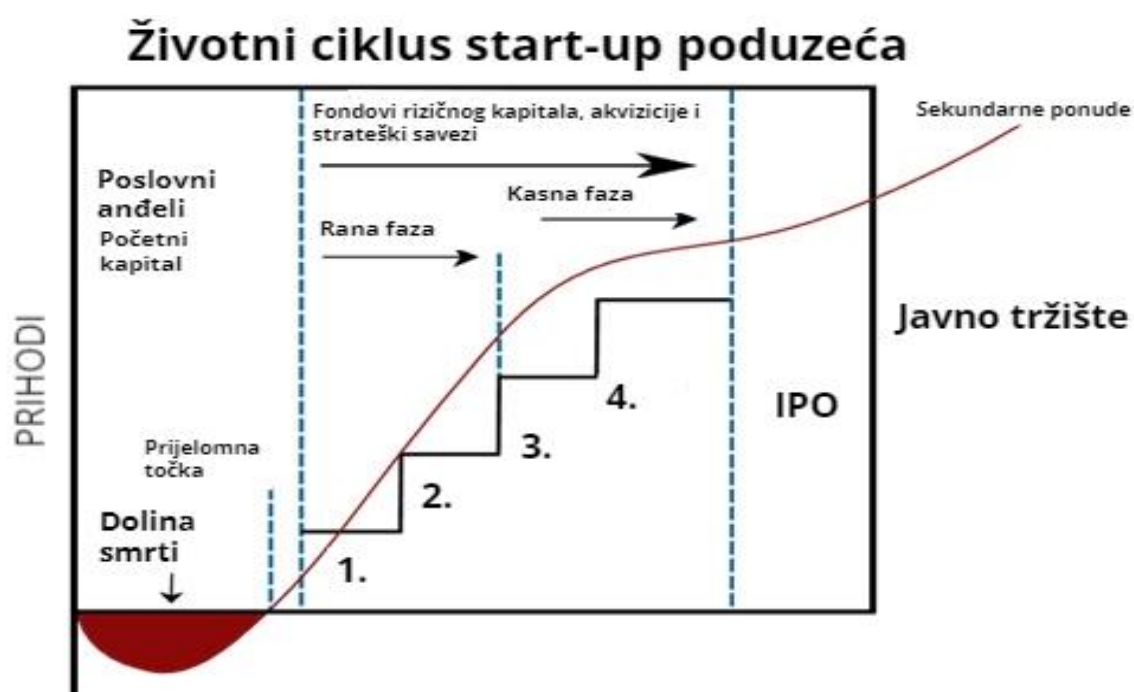 Životni ciklus start-up poduzeća
Fondovi rizičnog kapitala, akvizicije i
strateški savezi
Sekundarne ponude
Poslovni
anđeli
Početni
kapital
Kasna faza
Rana faza
Javno tržište
PRIHODI
IPO
4.
3.
2.
1.
Prijelomna
točka
Dolina
smrti